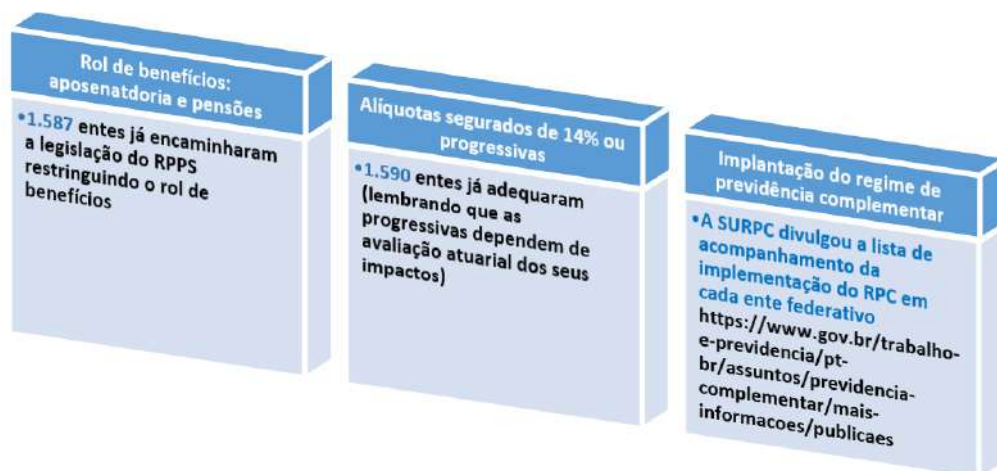 Rol de benefícios:
aposenatdoria e pensões
•1.587 entes já encaminharam
a legislação do RPPS
restringuindo o rol de
benefícios
Alíquotas segurados de 14% ou
progressivas
•1.590 entes já adequaram
(lembrando que as
progressivas dependem de
avaliação atuarial dos seus
impactos)
Implantação do regime de
previdência complementar
•A SURPC divulgou a lista de
acompanhamento da
implementação do RPC em
cada ente federativo
https://www.gov.br/trabalho-
e-previdencia/pt-
br/assuntos/previdencia-
complementar/mais-
informacoes/publicaes